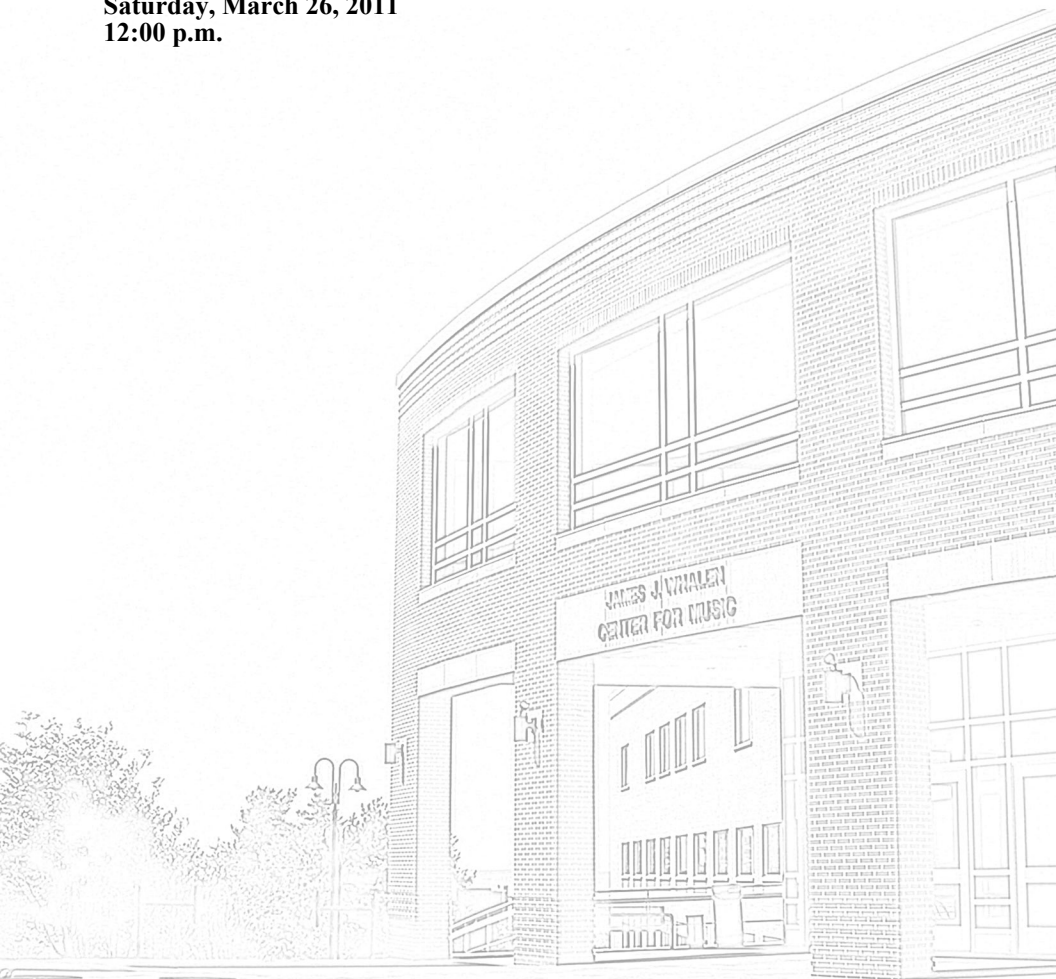 Saturday, March 26, 2011
12:00 p.m.
JAMES J. WHALEN
CENTER FOR MUSIC